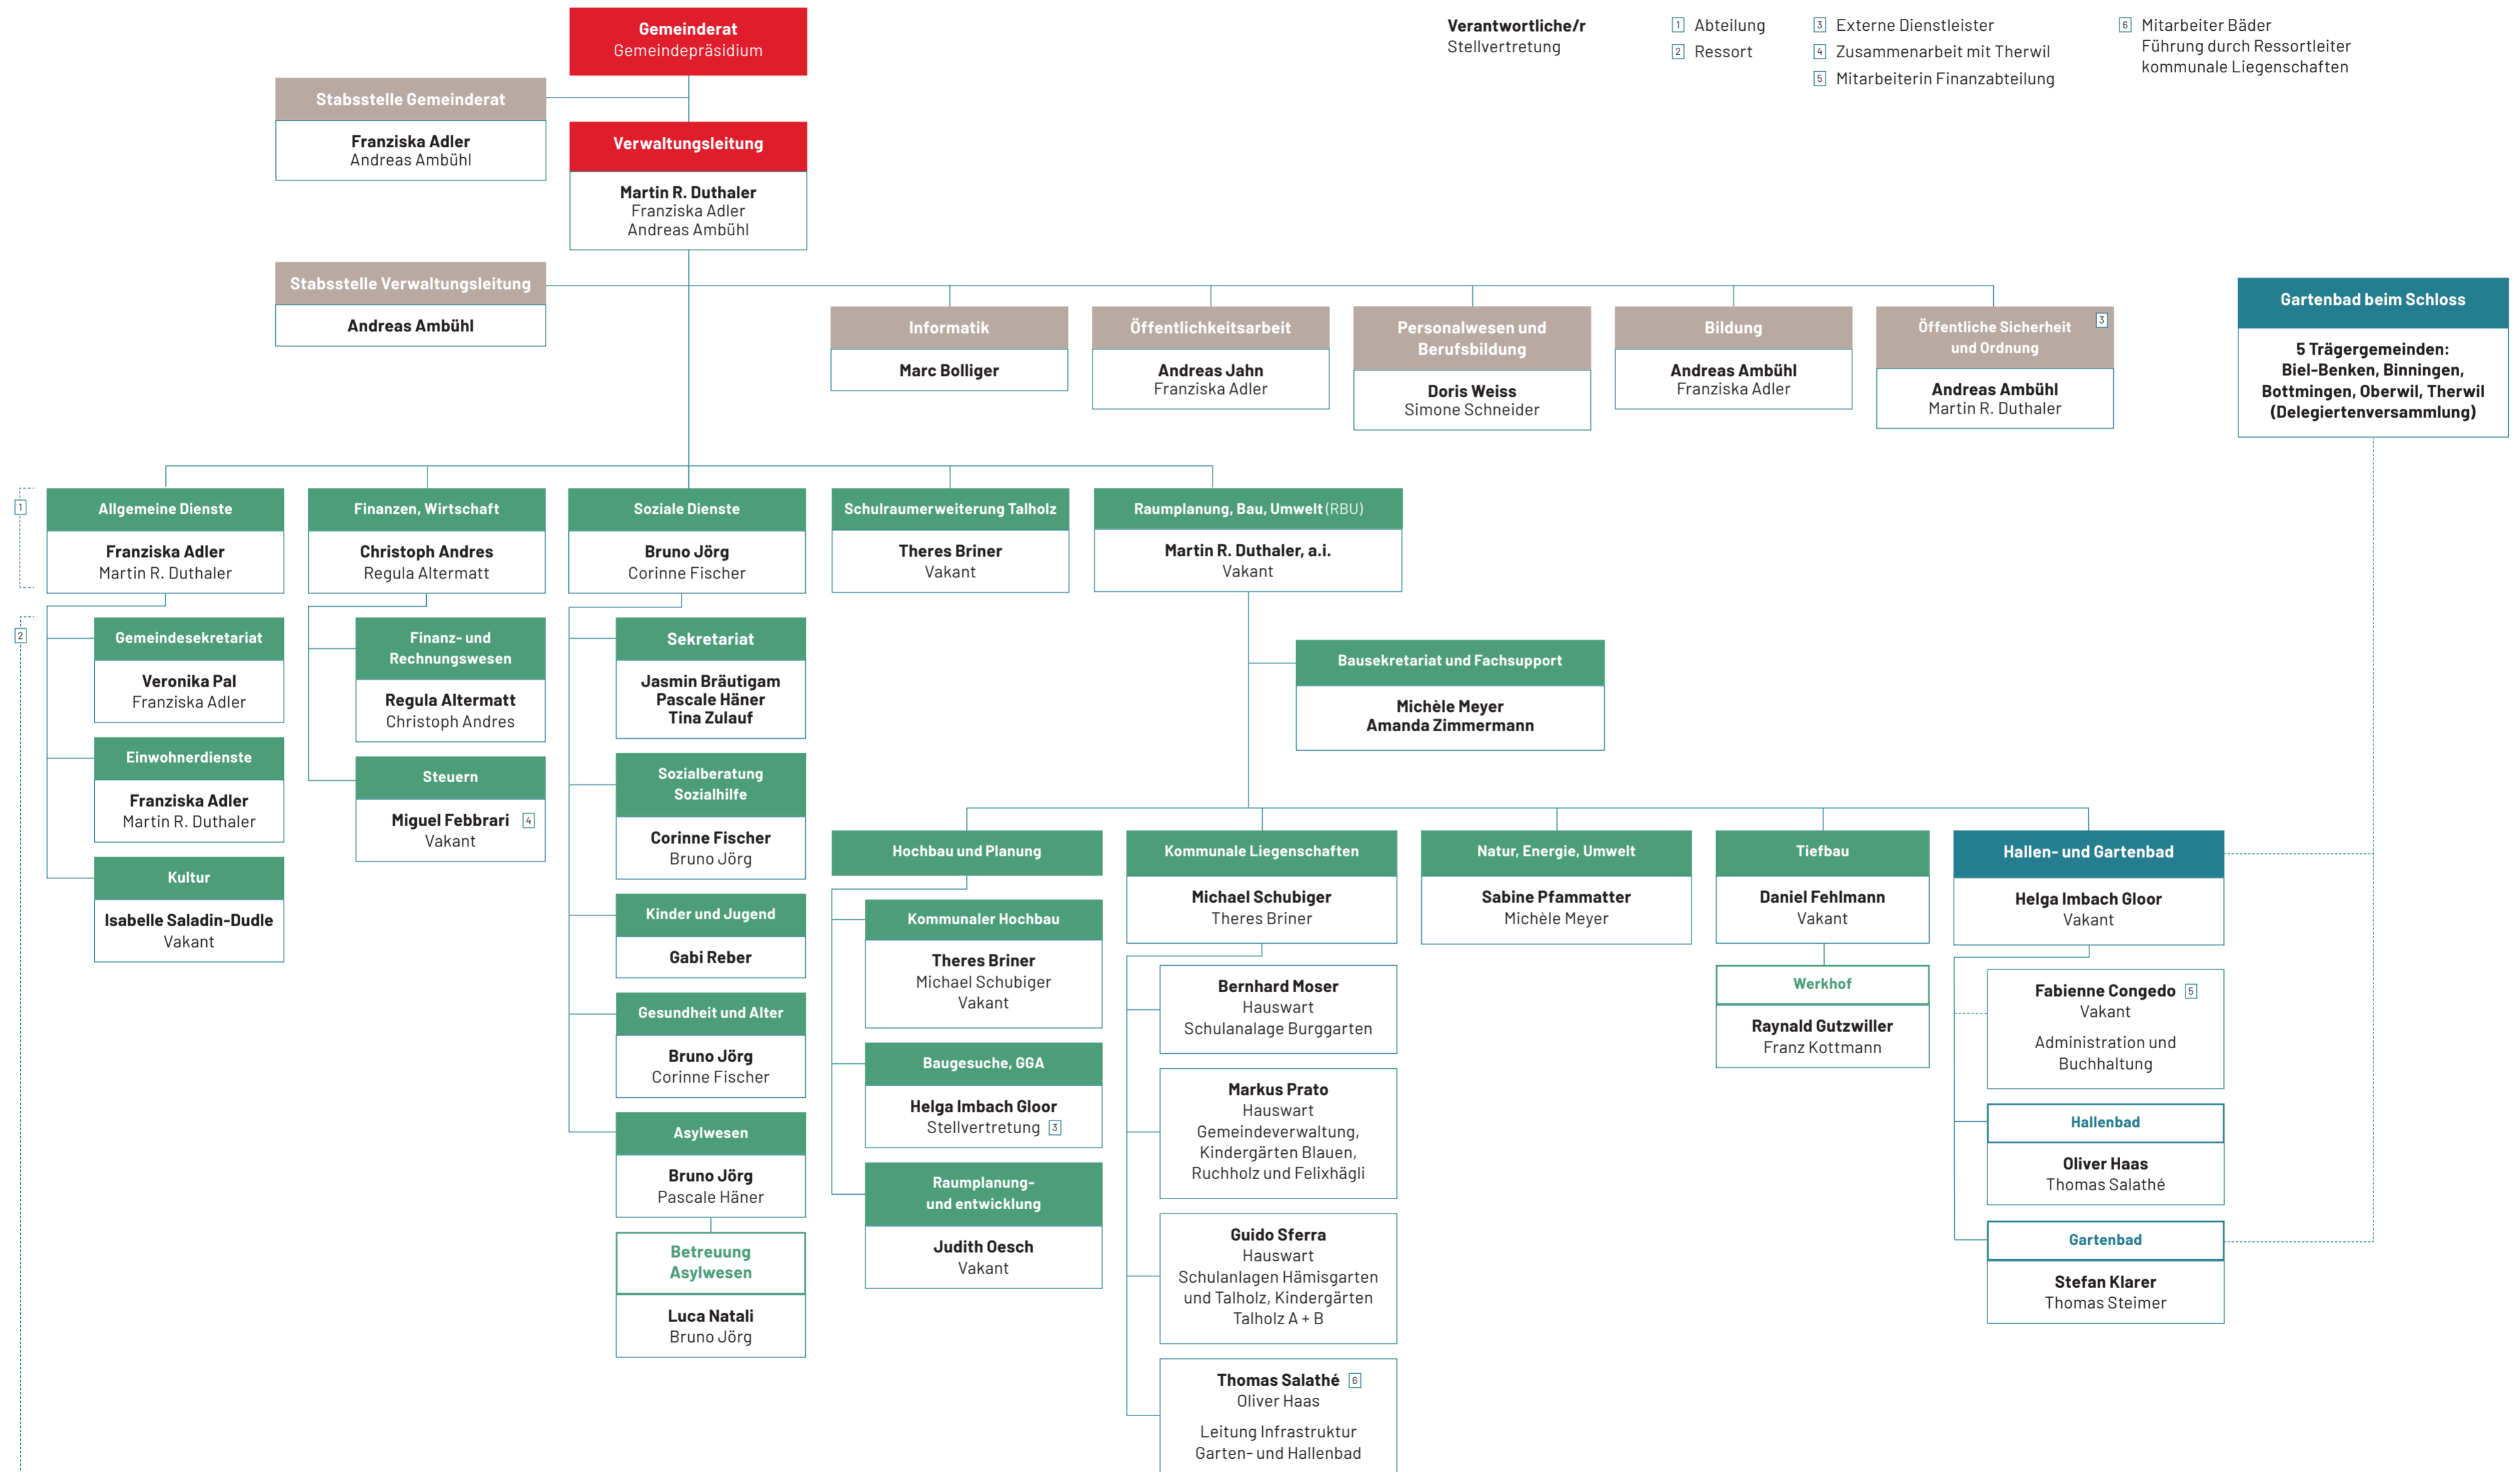 Gemeinderat
Gemeindepräsidium
Verantwortliche/r
Stellvertretung
1 Abteilung
2 Ressort
3 Externe Dienstleister
4 Zusammenarbeit mit Therwil
5 Mitarbeiterin Finanzabteilung
6 Mitarbeiter Bäder
Führung durch Ressortleiter
kommunale Liegenschaften
Stabsstelle Gemeinderat
Franziska Adler
Andreas Ambühl
Verwaltungsleitung
Martin R. Duthaler
Franziska Adler
Andreas Ambühl
Stabsstelle Verwaltungsleitung
Andreas Ambühl
Informatik
Marc Bolliger
Öffentlichkeitsarbeit
Andreas Jahn
Franziska Adler
Personalwesen und
Berufsbildung
Doris Weiss
Simone Schneider
Bildung
Andreas Ambühl
Franziska Adler
Öffentliche Sicherheit 3
und Ordnung
Andreas Ambühl
Martin R. Duthaler
Gartenbad beim Schloss
5 Trägergemeinden:
Biel-Benken, Binningen,
Bottmingen, Oberwil, Therwil
(Delegiertenversammlung)
1
Allgemeine Dienste
Franziska Adler
Martin R. Duthaler
Finanzen, Wirtschaft
Christoph Andres
Regula Altermatt
Soziale Dienste
Bruno Jörg
Corinne Fischer
Schulraumerweiterung Talholz
Theres Briner
Vakant
Raumplanung, Bau, Umwelt (RBU)
Martin R. Duthaler, a.i.
Vakant
2
Gemeindesekretariat
Veronika Pal
Franziska Adler
Einwohnerdienste
Franziska Adler
Martin R. Duthaler
Kultur
Isabelle Saladin-Dudle
Vakant
Finanz- und
Rechnungswesen
Regula Altermatt
Christoph Andres
Steuern
Miguel Febbrari 4
Vakant
Sekretariat
Jasmin Bräutigam
Pascale Häner
Tina Zulauf
Sozialberatung
Sozialhilfe
Corinne Fischer
Bruno Jörg
Kinder und Jugend
Gabi Reber
Gesundheit und Alter
Bruno Jörg
Corinne Fischer
Asylwesen
Bruno Jörg
Pascale Häner
Betreuung
Asylwesen
Luca Natali
Bruno Jörg
Bausekretariat und Fachsupport
Michèle Meyer
Amanda Zimmermann
Hochbau und Planung
Kommunaler Hochbau
Theres Briner
Michael Schubiger
Vakant
Baugesuche, GGA
Helga Imbach Gloor
Stellvertretung 3
Raumplanung-
und entwicklung
Judith Oesch
Vakant
Kommunale Liegenschaften
Michael Schubiger
Theres Briner
Bernhard Moser
Hauswart
Schulanalage Burggarten
Markus Prato
Hauswart
Gemeindeverwaltung,
Kindergärten Blauen,
Ruchholz und Felixhägli
Guido Sferra
Hauswart
Schulanlagen Hämisgarten
und Talholz, Kindergärten
Talholz A + B
Thomas Salathé 6
Oliver Haas
Leitung Infrastruktur
Garten- und Hallenbad
Natur, Energie, Umwelt
Sabine Pfammatter
Michèle Meyer
Tiefbau
Daniel Fehlmann
Vakant
Werkhof
Raynald Gutzwiller
Franz Kottmann
Hallen- und Gartenbad
Helga Imbach Gloor
Vakant
Fabienne Congedo 5
Vakant
Administration und
Buchhaltung
Hallenbad
Oliver Haas
Thomas Salathé
Gartenbad
Stefan Klarer
Thomas Steimer